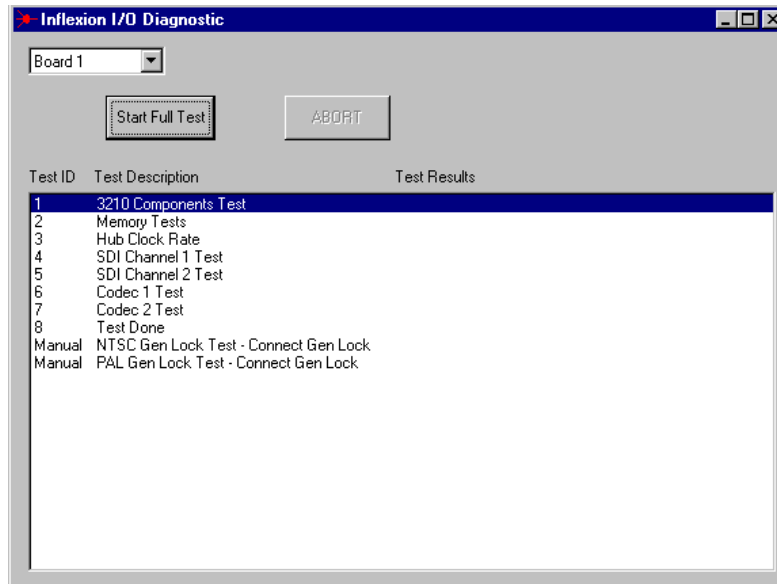 Inflexion I/O Diagnostic
Board 1
Start Full Test ABORT
Test ID Test Description Test Results
1 3210 Components Test
2 Memory Tests
3 Hub Clock Rate
4 SDI Channel 1 Test
5 SDI Channel 2 Test
6 Codec 1 Test
7 Codec 2 Test
8 Test Done
Manual NTSC Gen Lock Test - Connect Gen Lock
Manual PAL Gen Lock Test - Connect Gen Lock